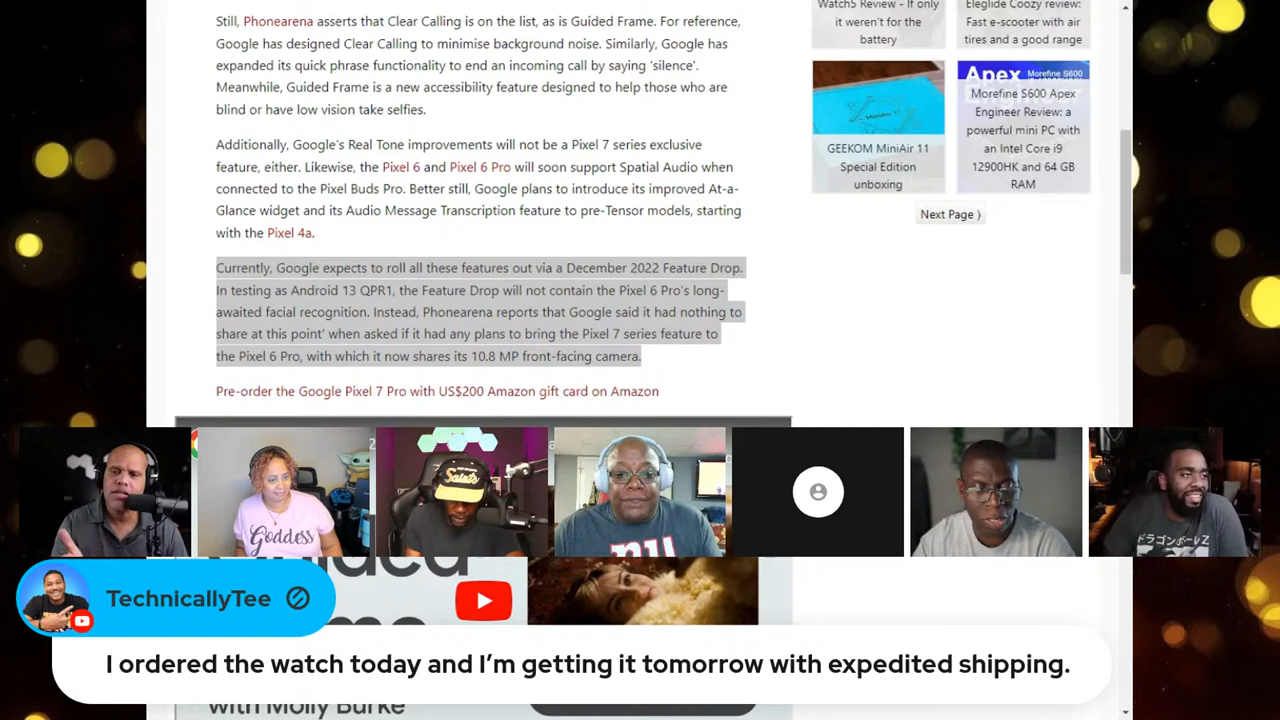 Still, Phonearena asserts that Clear Calling is on the list, as is Guided Frame. For reference,
Google has designed Clear Calling to minimise background noise. Similarly, Google has
expanded its quick phrase functionality to end an incoming call by saying 'silence'.
Meanwhile, Guided Frame is a new accessibility feature designed to help those who are
blind or have low vision take selfies.
Additionally, Google's Real Tone improvements will not be a Pixel 7 series exclusive
feature, either. Likewise, the Pixel 6 and Pixel 6 Pro will soon support Spatial Audio when
connected to the Pixel Buds Pro. Better still, Google plans to introduce its improved At-a-
Glance widget and its Audio Message Transcription feature to pre-Tensor models, starting
with the Pixel 4a.
Currently, Google expects to roll all these features out via a December 2022 Feature Drop.
In testing as Android 13 QPR1, the Feature Drop will not contain the Pixel 6 Pro's long-
awaited facial recognition. Instead, Phonearena reports that Google said it had nothing to
share at this point' when asked if it had any plans to bring the Pixel 7 series feature to
the Pixel 6 Pro, with which it now shares its 10.8 MP front-facing camera.
Pre-order the Google Pixel 7 Pro with US$200 Amazon gift card on Amazon
Watch5 Review - If only
it weren't for the
battery
Eleglide Coozy review:
Fast e-scooter with air
tires and a good range
GEEKOM MiniAir 11
Special Edition
unboxing
Apex
Morefine S600
Morefine S600 Apex
Engineer Review: a
powerful mini PC with
an Intel Core i9
12900HK and 64 GB
RAM
Next Page ⟩
Goddess
Saints
ドラゴンボールZ
TechnicallyTee
I ordered the watch today and I'm getting it tomorrow with expedited shipping.
with Molly Burke